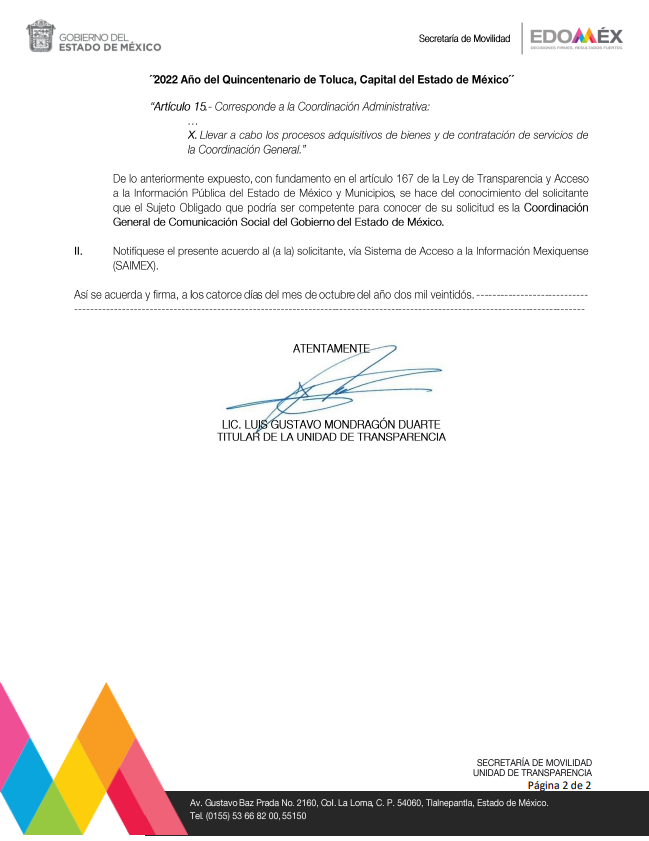 GOBIERNO DEL
ESTADO DE MÉXICO
Secretaría de Movilidad
EDOMÉX
DECISIONES FIRMES, RESULTADOS FUERTES.
´´2022 Año del Quincentenario de Toluca, Capital del Estado de México´´
“Artículo 15.- Corresponde a la Coordinación Administrativa:
…
X. Llevar a cabo los procesos adquisitivos de bienes y de contratación de servicios de
la Coordinación General.”
De lo anteriormente expuesto, con fundamento en el artículo 167 de la Ley de Transparencia y Acceso
a la Información Pública del Estado de México y Municipios, se hace del conocimiento del solicitante
que el Sujeto Obligado que podría ser competente para conocer de su solicitud es la Coordinación
General de Comunicación Social del Gobierno del Estado de México.
II. Notifíquese el presente acuerdo al (a la) solicitante, vía Sistema de Acceso a la Información Mexiquense
(SAIMEX).
Así se acuerda y firma, a los catorce días del mes de octubre del año dos mil veintidós. ----------------------------
--------------------------------------------------------------------------------------------------------------------------------
ATENTAMENTE
LIC. LUIS GUSTAVO MONDRAGÓN DUARTE
TITULAR DE LA UNIDAD DE TRANSPARENCIA
SECRETARÍA DE MOVILIDAD
UNIDAD DE TRANSPARENCIA
Página 2 de 2
Av. Gustavo Baz Prada No. 2160, Col. La Loma, C. P. 54060, Tlalnepantla, Estado de México.
Tel. (0155) 53 66 82 00, 55150